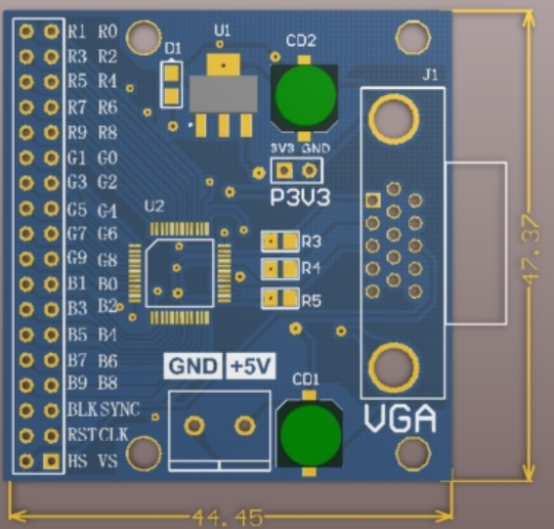 R1 R0
R3 R2
R5 R4
R7 R6
R9 R8
G1 G0
G3 G2
G5 G4
G7 G6
G9 G8
B1 B0
B3 B2
B5 B4
B7 B6
B9 B8
BLK SYNC
RST CLK
HS VS
D1
U1
CD2
J1
3V3 GND
P3V3
U2
R3
R4
R5
GND +5V
CD1
VGA
47.37
44.45